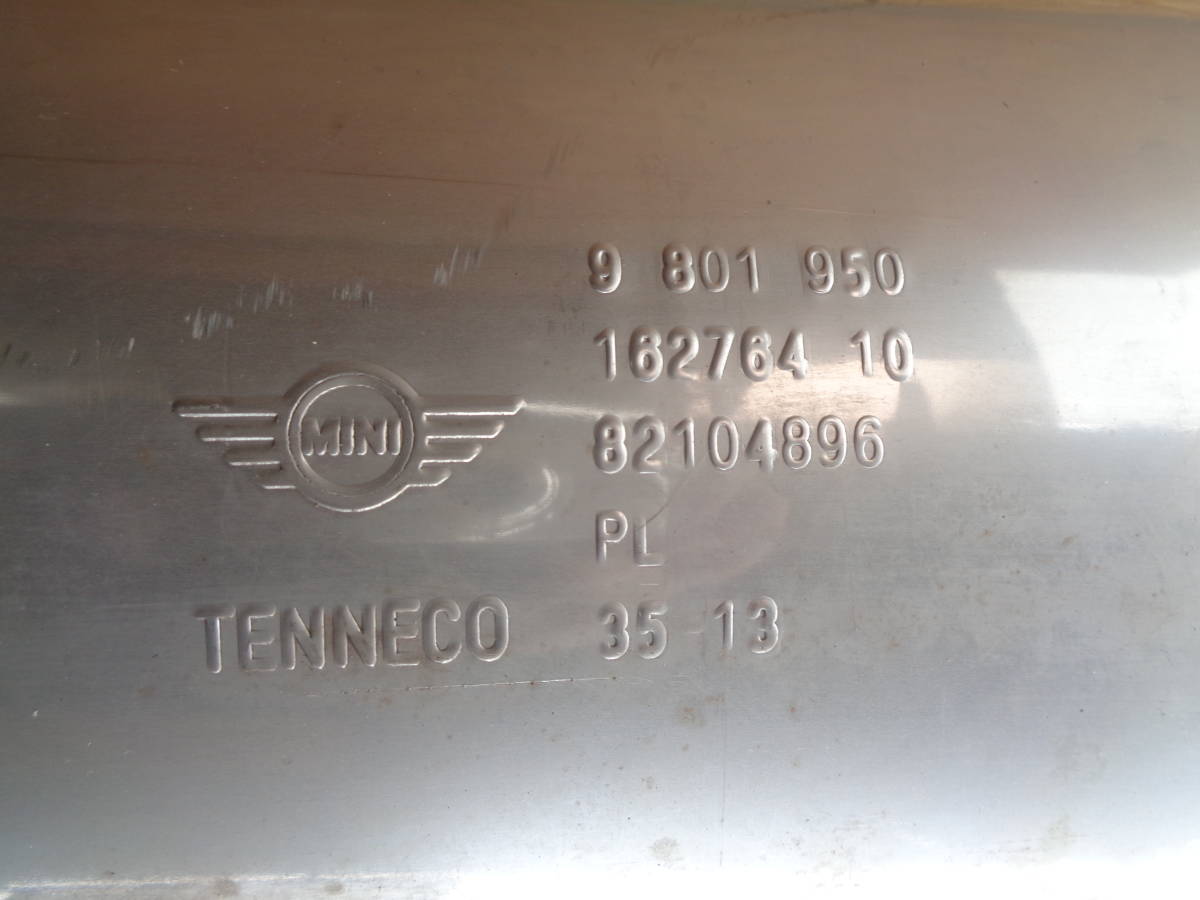 9 801 950
162764 10
MINI
82104896
PL
TENNECO 35-13